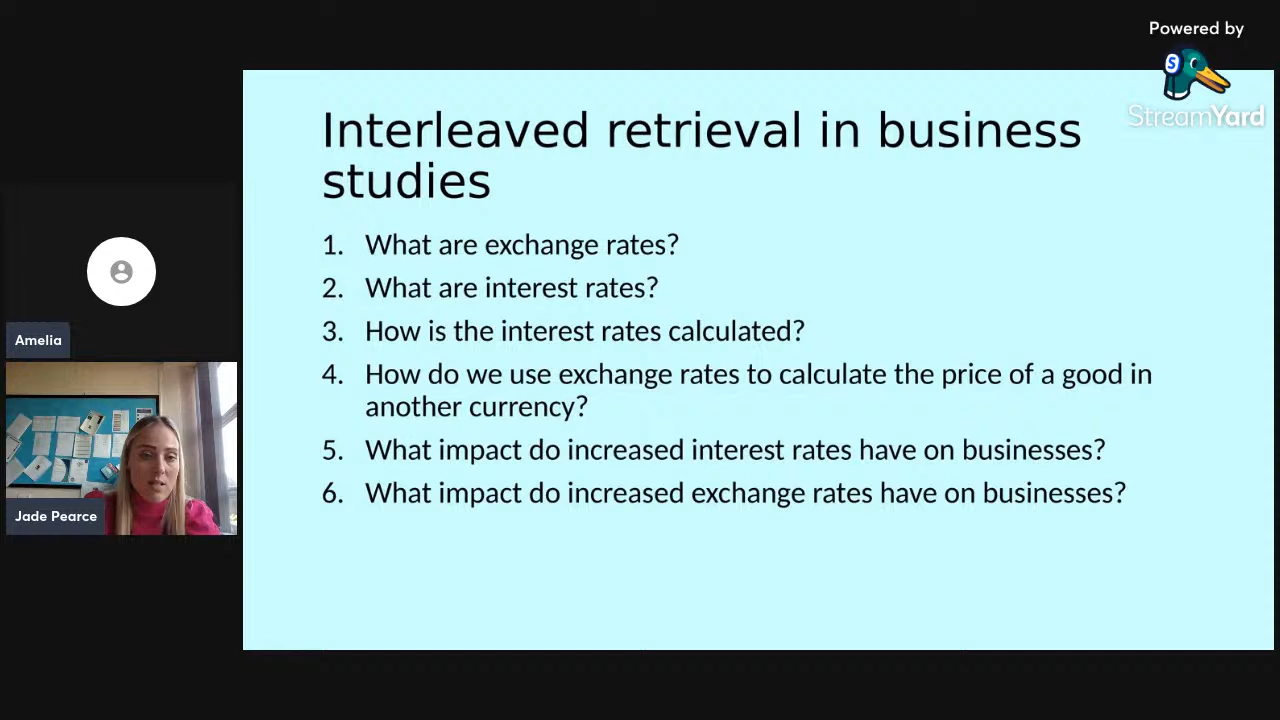 Powered by
StreamYard
Interleaved retrieval in business
studies
1. What are exchange rates?
2. What are interest rates?
3. How is the interest rates calculated?
4. How do we use exchange rates to calculate the price of a good in
another currency?
5. What impact do increased interest rates have on businesses?
6. What impact do increased exchange rates have on businesses?
Amelia
Jade Pearce